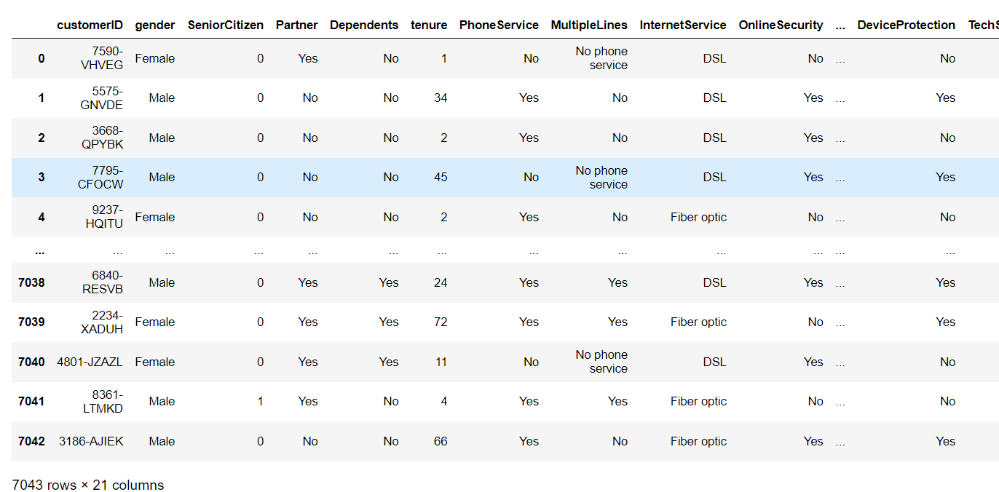 customerID gender SeniorCitizen Partner Dependents tenure PhoneService MultipleLines InternetService OnlineSecurity ... DeviceProtection TechS
0 7590-VHVEG Female 0 Yes No 1 No No phone service DSL No ... No
1 5575-GNVDE Male 0 No No 34 Yes No DSL Yes ... Yes
2 3668-QPYBK Male 0 No No 2 Yes No DSL Yes ... No
3 7795-CFOCW Male 0 No No 45 No No phone service DSL Yes ... Yes
4 9237-HQITU Female 0 No No 2 Yes No Fiber optic No ... No
... ... ... ... ... ... ... ... ... ... ... ... ...
7038 6840-RESVB Male 0 Yes Yes 24 Yes Yes DSL Yes ... Yes
7039 2234-XADUH Female 0 Yes Yes 72 Yes Yes Fiber optic No ... Yes
7040 4801-JZAZL Female 0 Yes Yes 11 No No phone service DSL Yes ... No
7041 8361-LTMKD Male 1 Yes No 4 Yes Yes Fiber optic No ... No
7042 3186-AJIEK Male 0 No No 66 Yes No Fiber optic Yes ... Yes
7043 rows × 21 columns